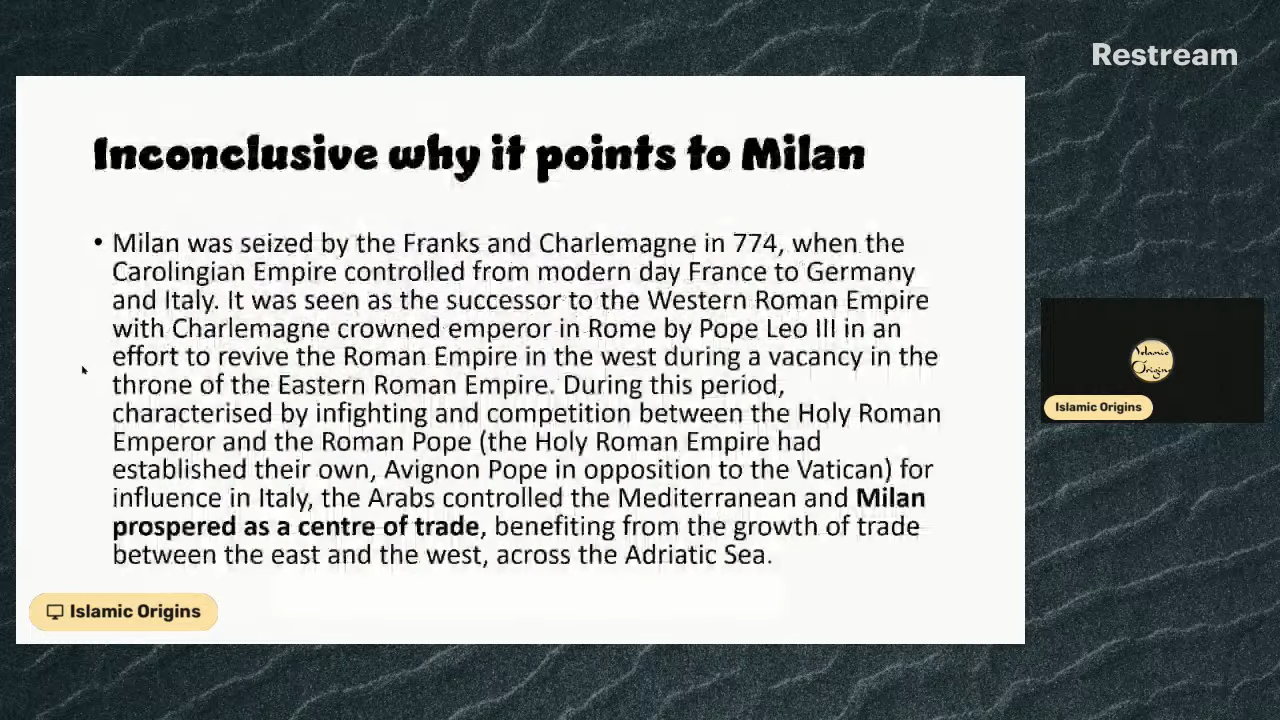 Restream
Inconclusive why it points to Milan
• Milan was seized by the Franks and Charlemagne in 774, when the
Carolingian Empire controlled from modern day France to Germany
and Italy. It was seen as the successor to the Western Roman Empire
with Charlemagne crowned emperor in Rome by Pope Leo III in an
effort to revive the Roman Empire in the west during a vacancy in the
throne of the Eastern Roman Empire. During this period,
characterised by infighting and competition between the Holy Roman
Emperor and the Roman Pope (the Holy Roman Empire had
established their own, Avignon Pope in opposition to the Vatican) for
influence in Italy, the Arabs controlled the Mediterranean and Milan
prospered as a centre of trade, benefiting from the growth of trade
between the east and the west, across the Adriatic Sea.
Islamic Origins
Islamic
Origins
Islamic Origins